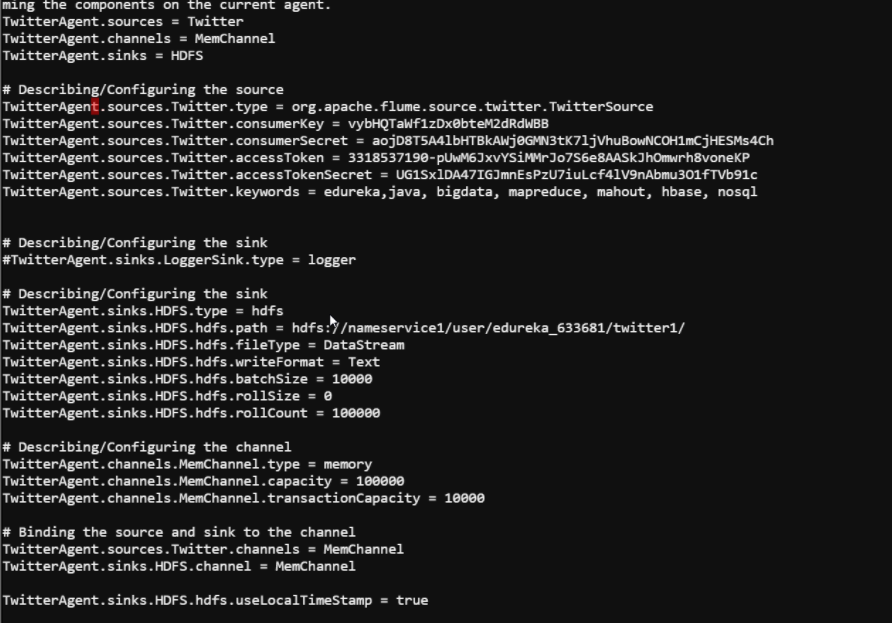 ming the components on the current agent.
TwitterAgent.sources = Twitter
TwitterAgent.channels = MemChannel
TwitterAgent.sinks = HDFS
# Describing/Configuring the source
TwitterAgent.sources.Twitter.type = org.apache.flume.source.twitter.TwitterSource
TwitterAgent.sources.Twitter.consumerKey = vybHQTaWf1zDx0bteM2dRdWBB
TwitterAgent.sources.Twitter.consumerSecret = aojD8T5A4lbHTBkAWj0GMN3tK7ljVhuBowNCOH1mCjHESMs4Ch
TwitterAgent.sources.Twitter.accessToken = 3318537190-pUwM6JxvYSiMMrJo7S6e8AASkJhOmwrh8voneKP
TwitterAgent.sources.Twitter.accessTokenSecret = UG1SxlDA47IGJmnEsPzU7iuLcf4lV9nAbmu3O1fTVb91c
TwitterAgent.sources.Twitter.keywords = edureka,java, bigdata, mapreduce, mahout, hbase, nosql
# Describing/Configuring the sink
#TwitterAgent.sinks.LoggerSink.type = logger
# Describing/Configuring the sink
TwitterAgent.sinks.HDFS.type = hdfs
TwitterAgent.sinks.HDFS.hdfs.path = hdfs://nameservice1/user/edureka_633681/twitter1/
TwitterAgent.sinks.HDFS.hdfs.fileType = DataStream
TwitterAgent.sinks.HDFS.hdfs.writeFormat = Text
TwitterAgent.sinks.HDFS.hdfs.batchSize = 10000
TwitterAgent.sinks.HDFS.hdfs.rollSize = 0
TwitterAgent.sinks.HDFS.hdfs.rollCount = 100000
# Describing/Configuring the channel
TwitterAgent.channels.MemChannel.type = memory
TwitterAgent.channels.MemChannel.capacity = 100000
TwitterAgent.channels.MemChannel.transactionCapacity = 10000
# Binding the source and sink to the channel
TwitterAgent.sources.Twitter.channels = MemChannel
TwitterAgent.sinks.HDFS.channel = MemChannel
TwitterAgent.sinks.HDFS.hdfs.useLocalTimeStamp = true